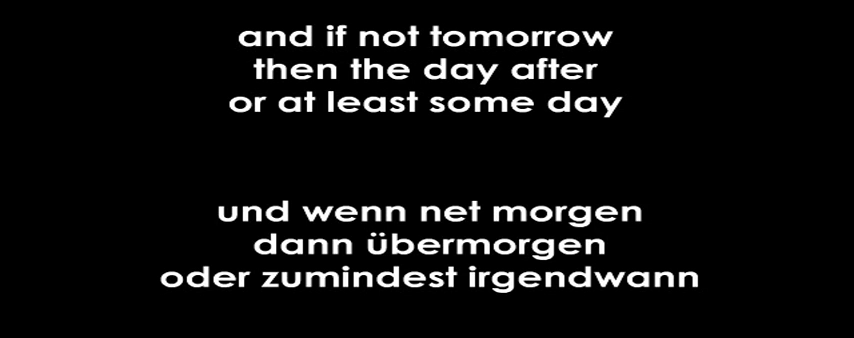 and if not tomorrow
then the day after
or at least some day
und wenn net morgen
dann übermorgen
oder zumindest irgendwann